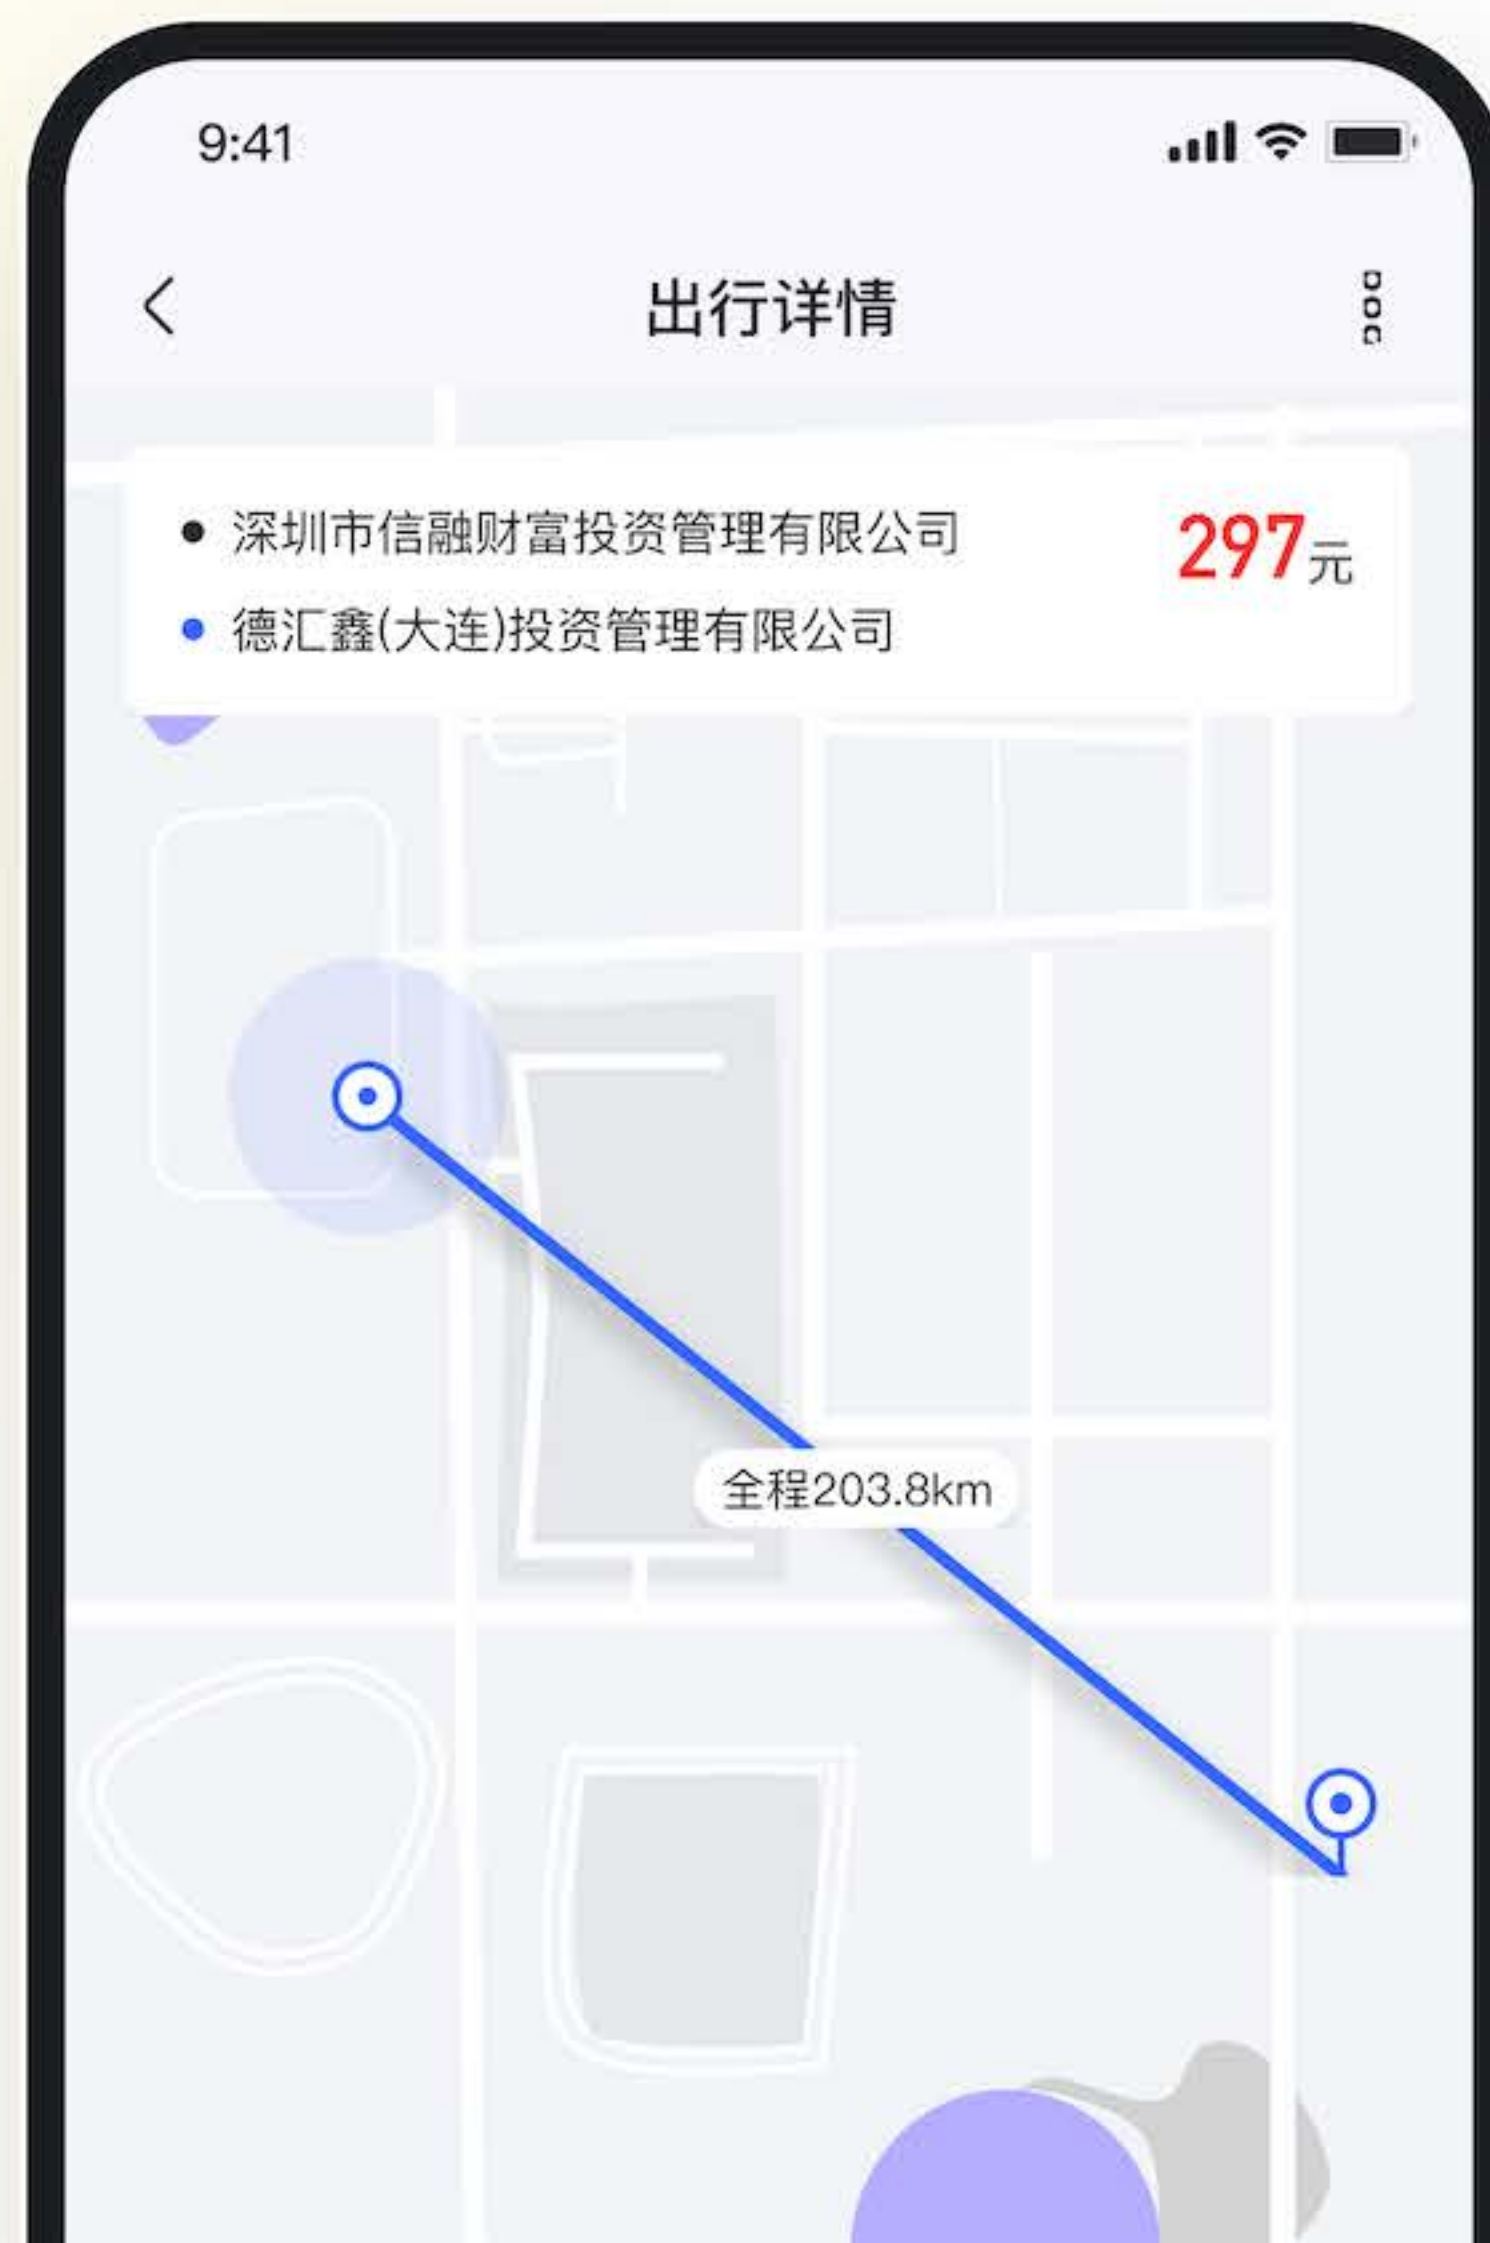 9:41
出行详情
深圳市信融财富投资管理有限公司
297元
德汇鑫(大连)投资管理有限公司
全程203.8km